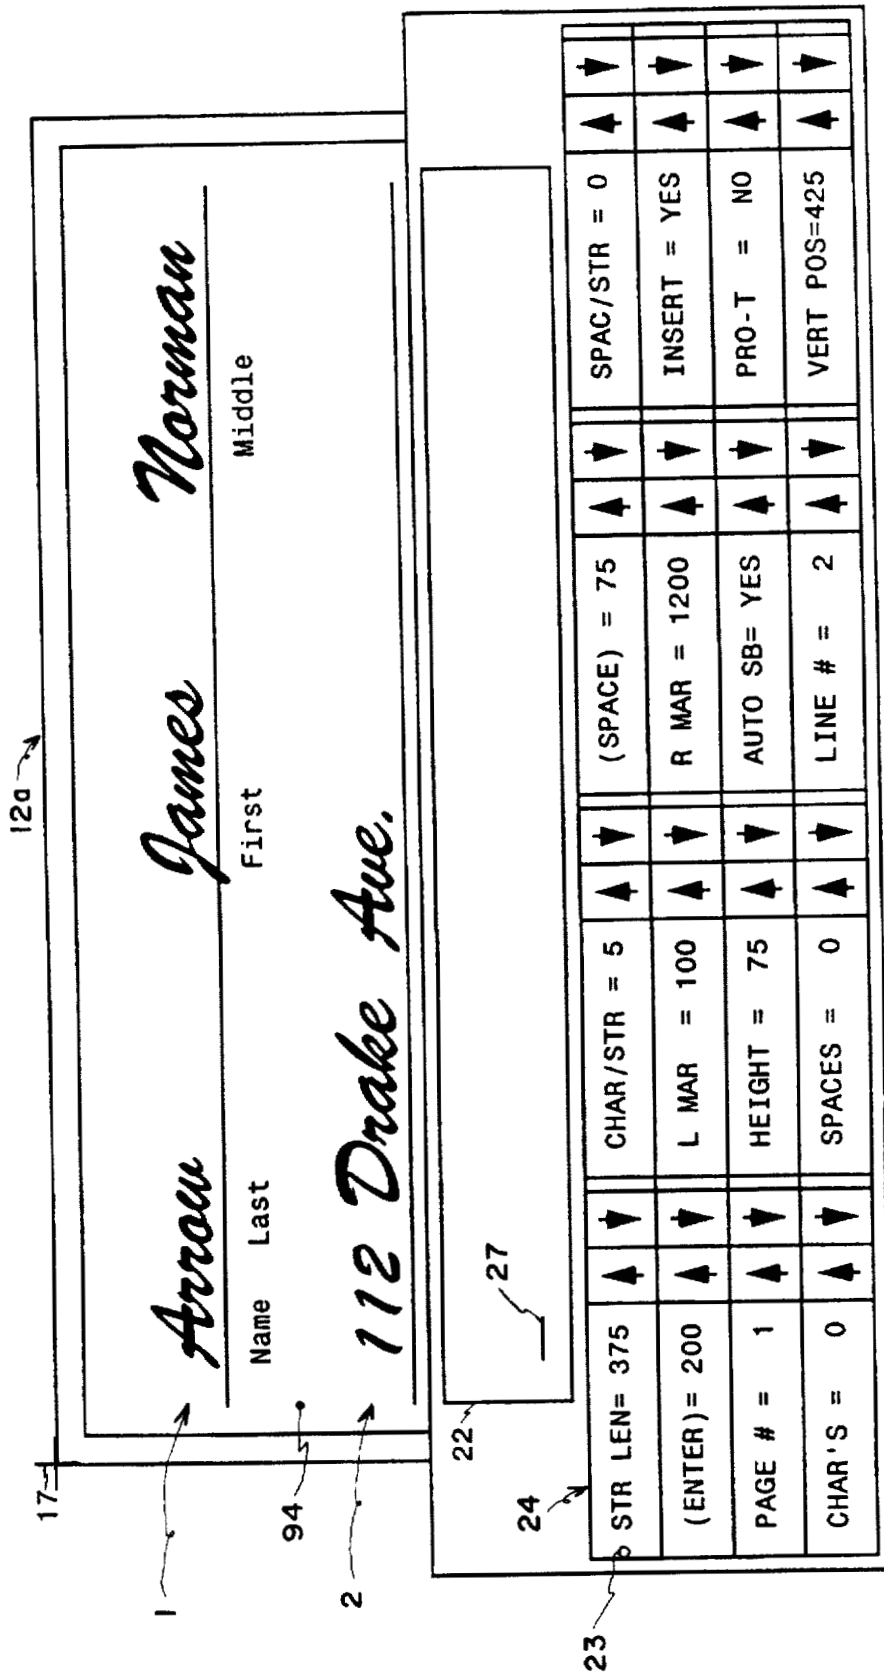 12a
17
1
Arrow James Norman
Name Last First Middle
94
2
112 Drake Ave.
22
27
24
23
STR LEN= 375 CHAR/STR = 5 (SPACE) = 75 SPAC/STR = 0
(ENTER)= 200 L MAR = 100 R MAR = 1200 INSERT = YES
PAGE # = 1 HEIGHT = 75 AUTO SB= YES PRO-T = NO
CHAR'S = 0 SPACES = 0 LINE # = 2 VERT POS=425